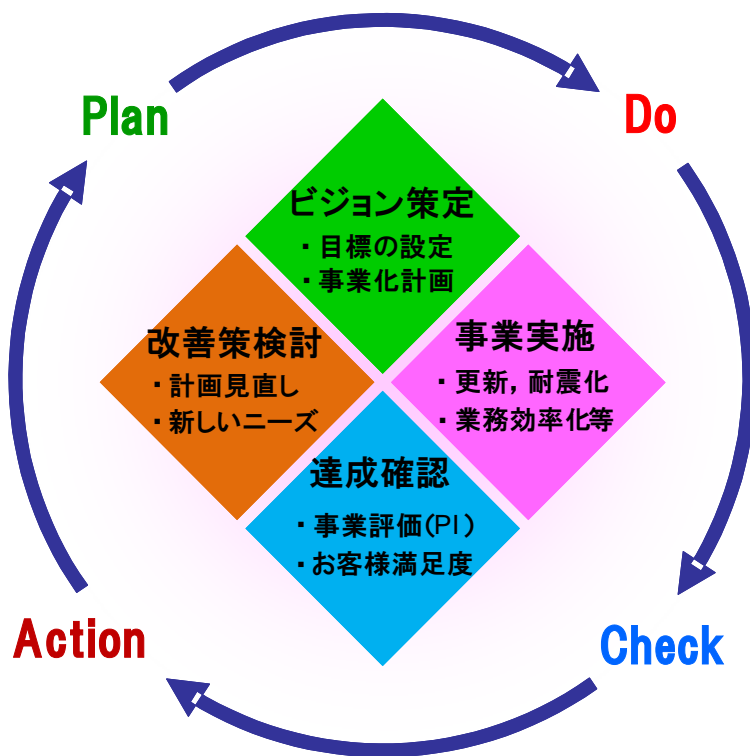 Plan
Do
ビジョン策定
・目標の設定
・事業化計画
改善策検討
・計画見直し
・新しいニーズ
事業実施
・更新，耐震化
・業務効率化等
達成確認
・事業評価(PI)
・お客様満足度
Action
Check